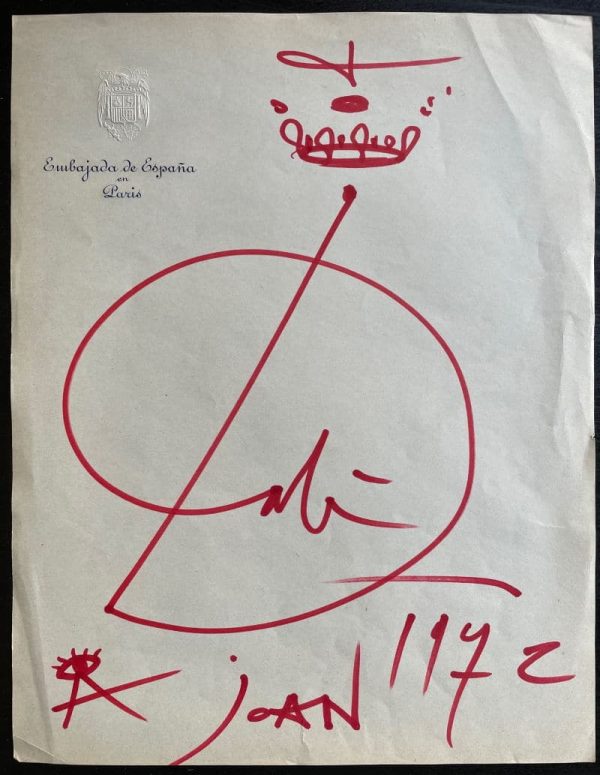 Embajada de España
en
Paris
Dalí
A JOAN 1972